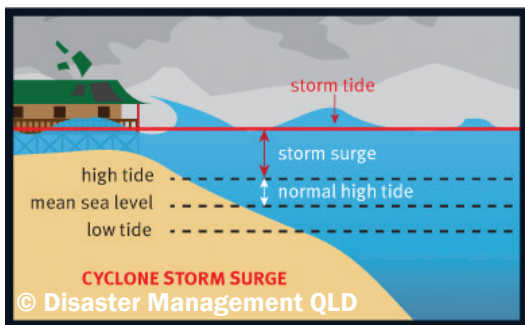 storm tide
storm surge
high tide
normal high tide
mean sea level
low tide
CYCLONE STORM SURGE
© Disaster Management QLD